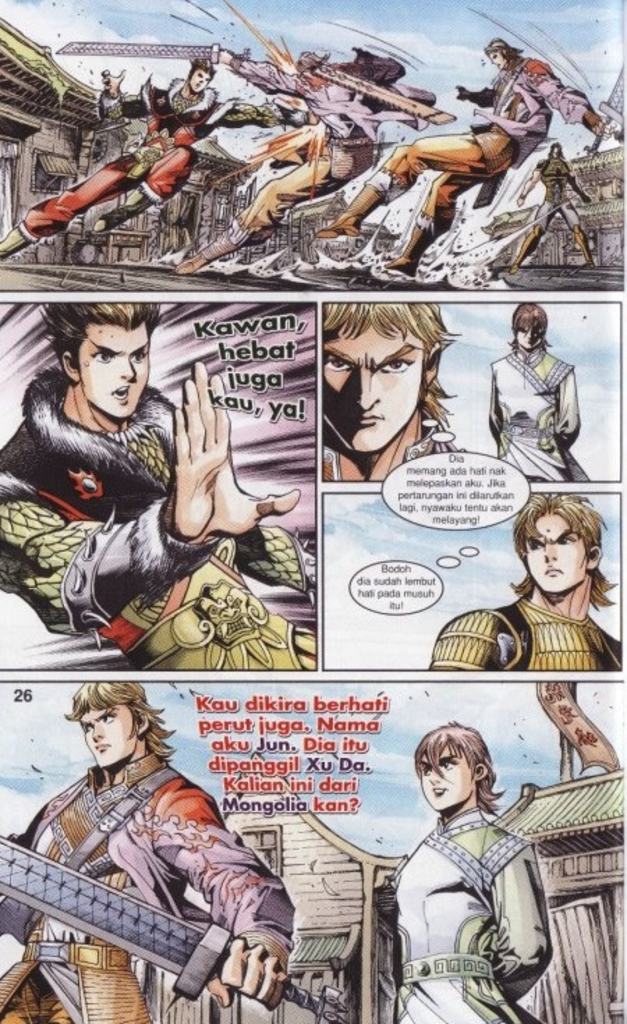 Kawan,
hebat
juga
kau, ya!
Dia
memang ada hati nak
melepaskan aku. Jika
pertarungan ini dilarutkan
lagi, nyawaku tentu akan
melayang!
Bodoh
dia sudah lembut
hati pada musuh
itu!
26
Kau dikira berhati
perut juga. Nama
aku Jun. Dia itu
dipanggil Xu Da.
Kalian ini dari
Mongolia kan?